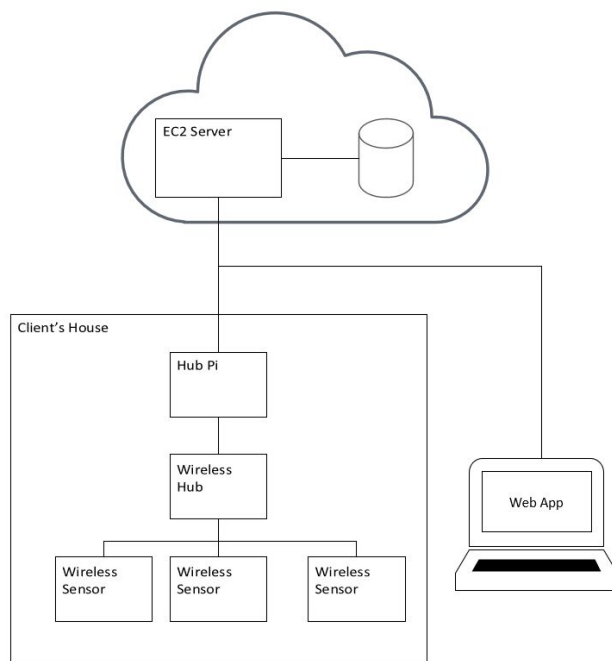 EC2 Server
Client’s House
Hub Pi
Wireless
Hub
Web App
Wireless
Sensor
Wireless
Sensor
Wireless
Sensor